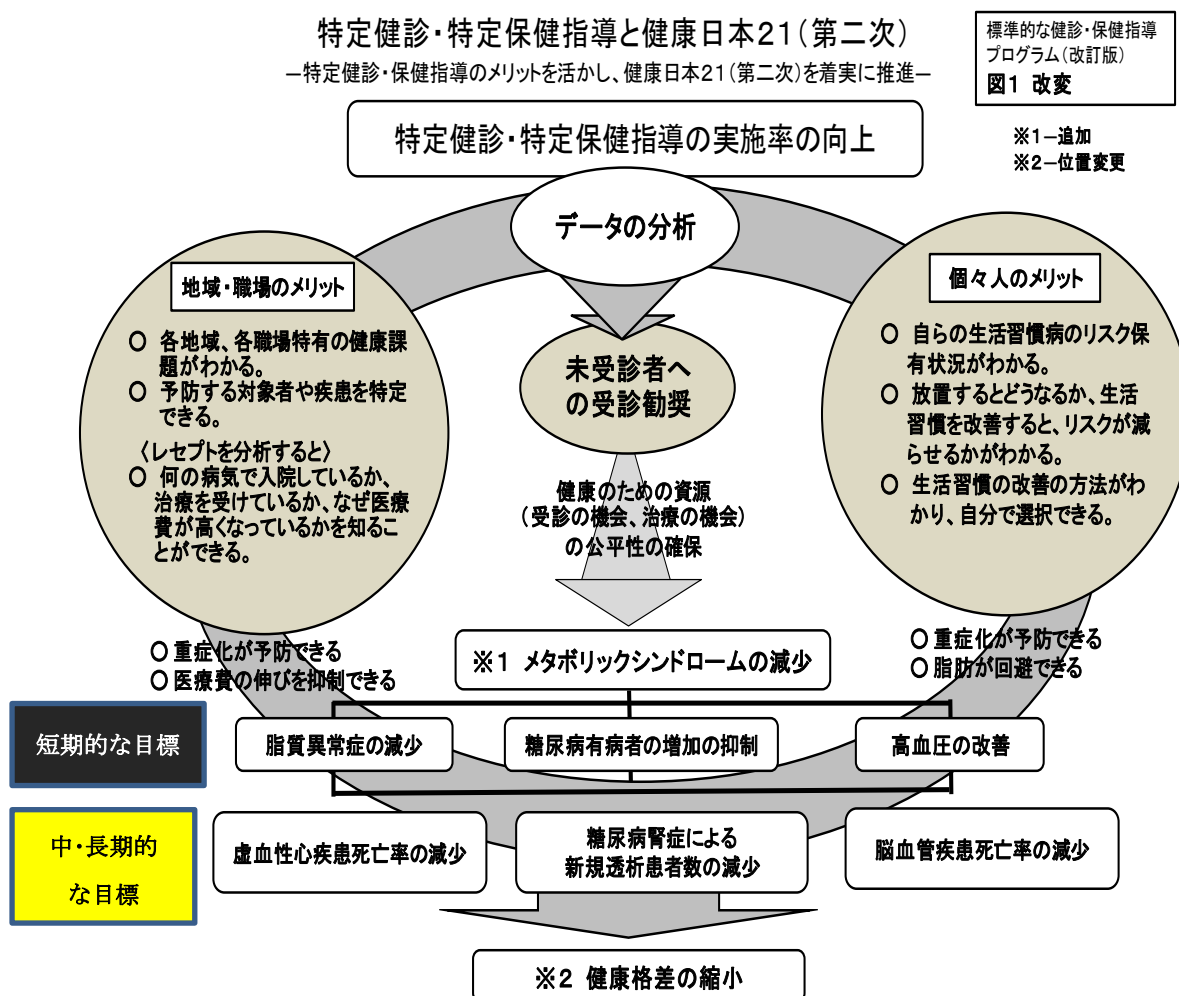 特定健診・特定保健指導と健康日本21(第二次)
－特定健診・保健指導のメリットを活かし、健康日本21(第二次)を着実に推進－
標準的な健診・保健指導
プログラム(改訂版)
図1 改変
※1－追加
※2－位置変更
特定健診・特定保健指導の実施率の向上
データの分析
地域・職場のメリット
○ 各地域、各職場特有の健康課
題がわかる。
○ 予防する対象者や疾患を特定
できる。
〈レセプトを分析すると〉
○ 何の病気で入院しているか、
治療を受けているか、なぜ医療
費が高くなっているかを知るこ
とができる。
未受診者へ
の受診勧奨
個々人のメリット
○ 自らの生活習慣病のリスク保
有状況がわかる。
○ 放置するとどうなるか、生活
習慣を改善すると、リスクが減
らせるかがわかる。
○ 生活習慣の改善の方法がわ
かり、自分で選択できる。
健康のための資源
(受診の機会、治療の機会)
の公平性の確保
○ 重症化が予防できる
○ 医療費の伸びを抑制できる
※1 メタボリックシンドロームの減少
○ 重症化が予防できる
○ 脂肪が回避できる
短期的な目標
脂質異常症の減少
糖尿病有病者の増加の抑制
高血圧の改善
中・長期的
な目標
虚血性心疾患死亡率の減少
糖尿病腎症による
新規透析患者数の減少
脳血管疾患死亡率の減少
※2 健康格差の縮小